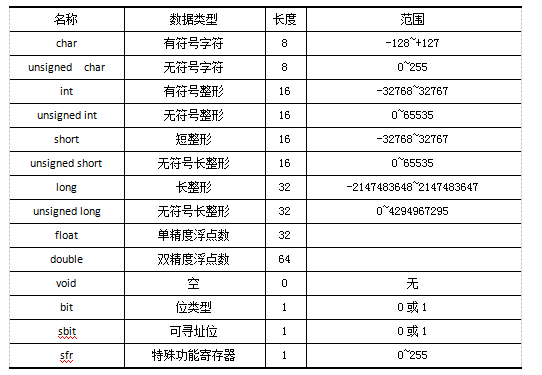 名称 数据类型 长度 范围
char 有符号字符 8 -128~+127
unsigned char 无符号字符 8 0~255
int 有符号整形 16 -32768~32767
unsigned int 无符号整形 16 0~65535
short 短整形 16 -32768~32767
unsigned short 无符号长整形 16 0~65535
long 长整形 32 -2147483648~2147483647
unsigned long 无符号长整形 32 0~4294967295
float 单精度浮点数 32
double 双精度浮点数 64
void 空 0 无
bit 位类型 1 0 或 1
sbit 可寻址位 1 0 或 1
sfr 特殊功能寄存器 1 0~255